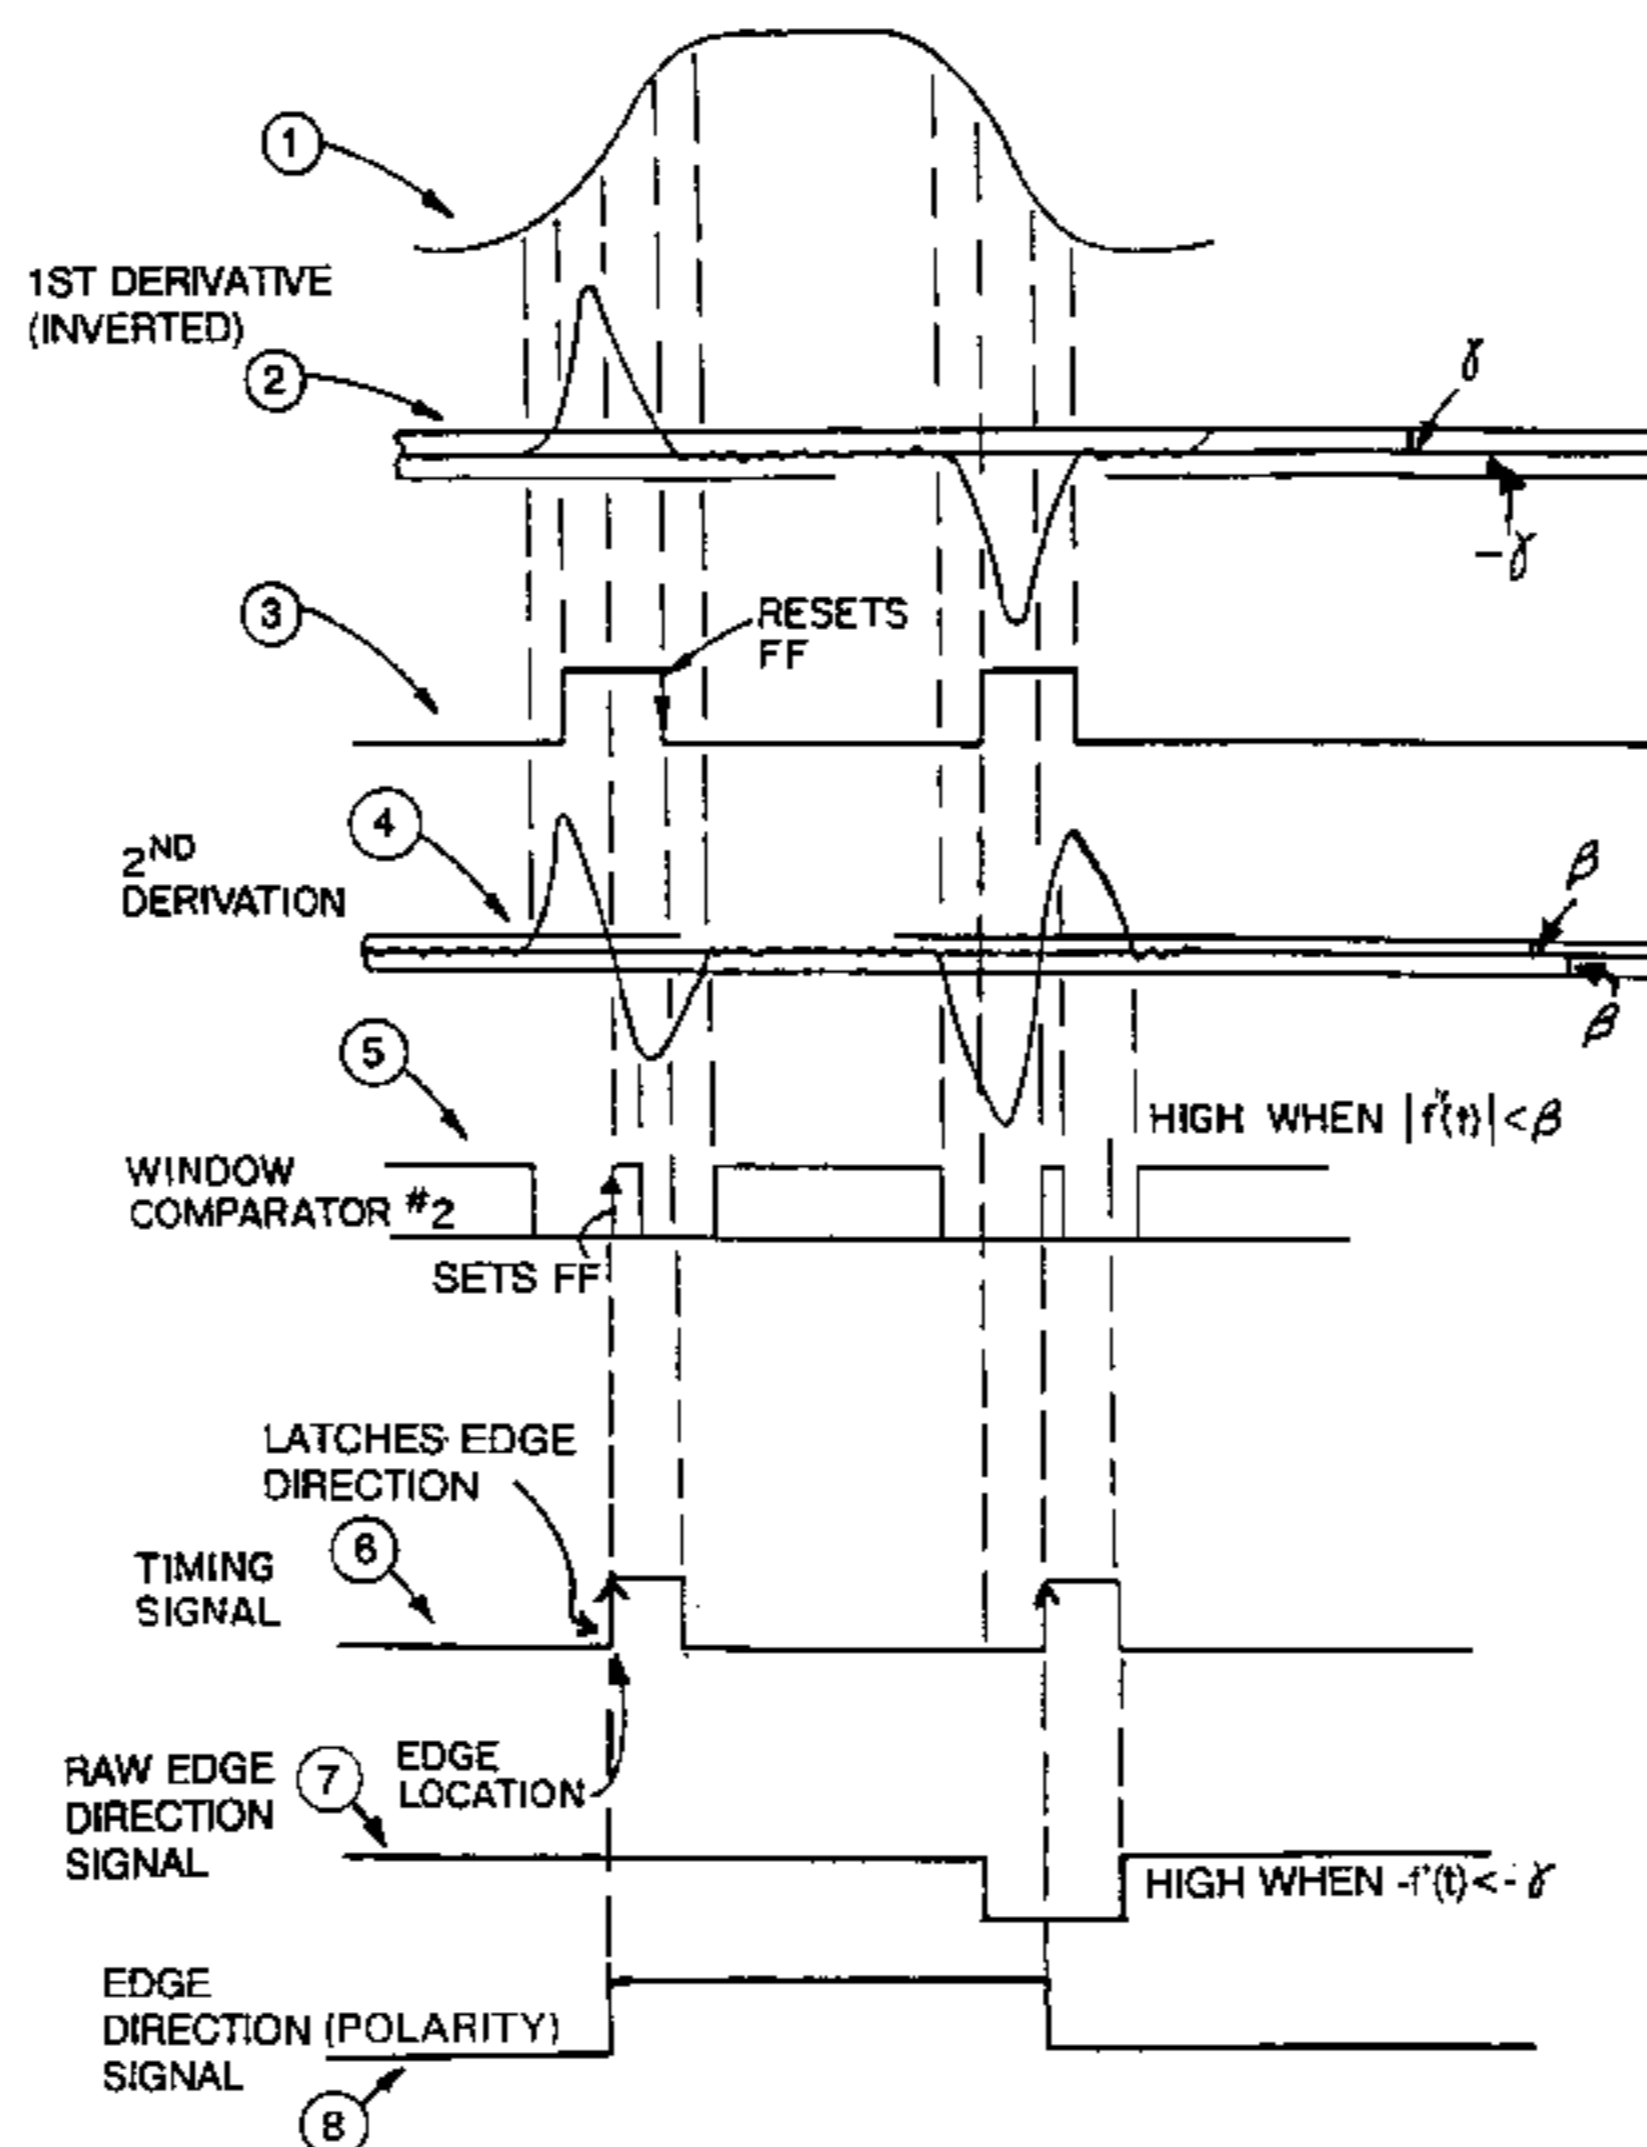 1
1ST DERIVATIVE
(INVERTED)
2
γ
-γ
3
RESETS
FF
4
2ND
DERIVATION
β
β
5
HIGH WHEN |f''(t)|<β
WINDOW
COMPARATOR #2
SETS FF
LATCHES EDGE
DIRECTION
6
TIMING
SIGNAL
EDGE
LOCATION
RAW EDGE
DIRECTION
SIGNAL
7
HIGH WHEN -f'(t)<-γ
EDGE
DIRECTION (POLARITY)
SIGNAL
8